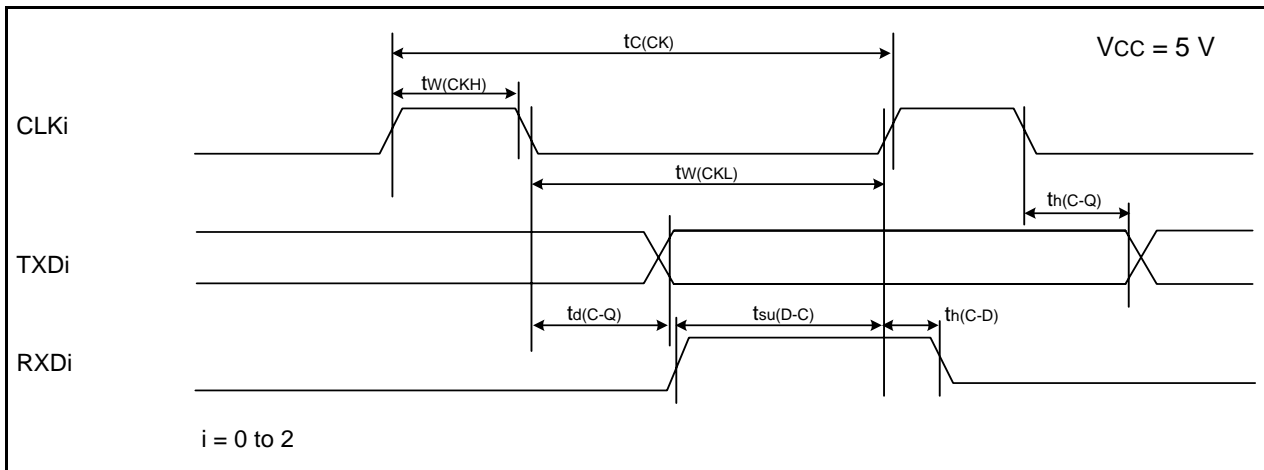 tC(CK)
VCC = 5 V
tW(CKH)
CLKi
tW(CKL)
th(C-Q)
TXDi
td(C-Q)
tsu(D-C)
th(C-D)
RXDi
i = 0 to 2